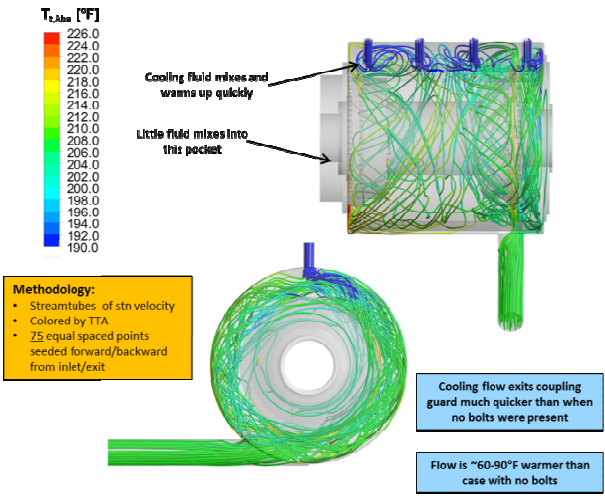 Tt,Abs [°F]
226.0
224.0
222.0
220.0
218.0
216.0
214.0
212.0
210.0
208.0
206.0
204.0
202.0
200.0
198.0
196.0
194.0
192.0
190.0
Cooling fluid mixes and
warms up quickly
Little fluid mixes into
this pocket
Methodology:
• Streamtubes of stn velocity
• Colored by TTA
• 75 equal spaced points
seeded forward/backward
from inlet/exit
Cooling flow exits coupling
guard much quicker than when
no bolts were present
Flow is ~60-90°F warmer than
case with no bolts